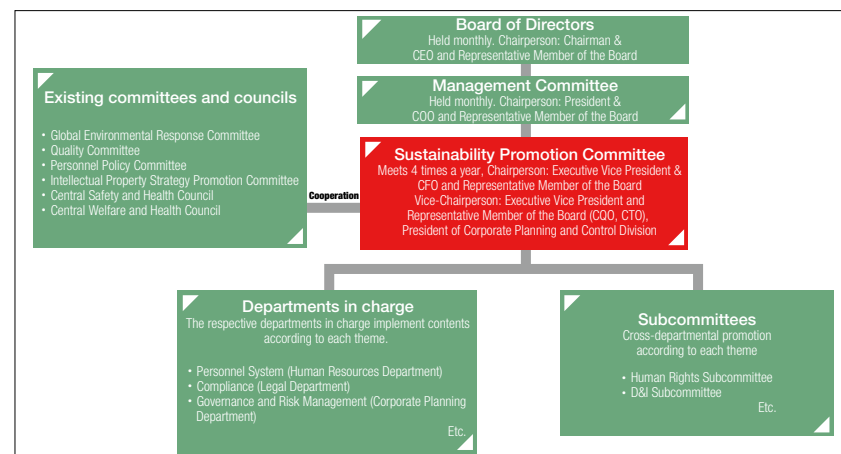 Board of Directors
Held monthly. Chairperson: Chairman &
CEO and Representative Member of the Board
Management Committee
Held monthly. Chairperson: President &
COO and Representative Member of the Board
Existing committees and councils
• Global Environmental Response Committee
• Quality Committee
• Personnel Policy Committee
• Intellectual Property Strategy Promotion Committee
• Central Safety and Health Council
• Central Welfare and Health Council
Cooperation
Sustainability Promotion Committee
Meets 4 times a year, Chairperson: Executive Vice President &
CFO and Representative Member of the Board
Vice-Chairperson: Executive Vice President and
Representative Member of the Board (CQO, CTO),
President of Corporate Planning and Control Division
Departments in charge
The respective departments in charge implement contents
according to each theme.
• Personnel System (Human Resources Department)
• Compliance (Legal Department)
• Governance and Risk Management (Corporate Planning
Department)
Etc.
Subcommittees
Cross-departmental promotion
according to each theme
• Human Rights Subcommittee
• D&I Subcommittee
Etc.